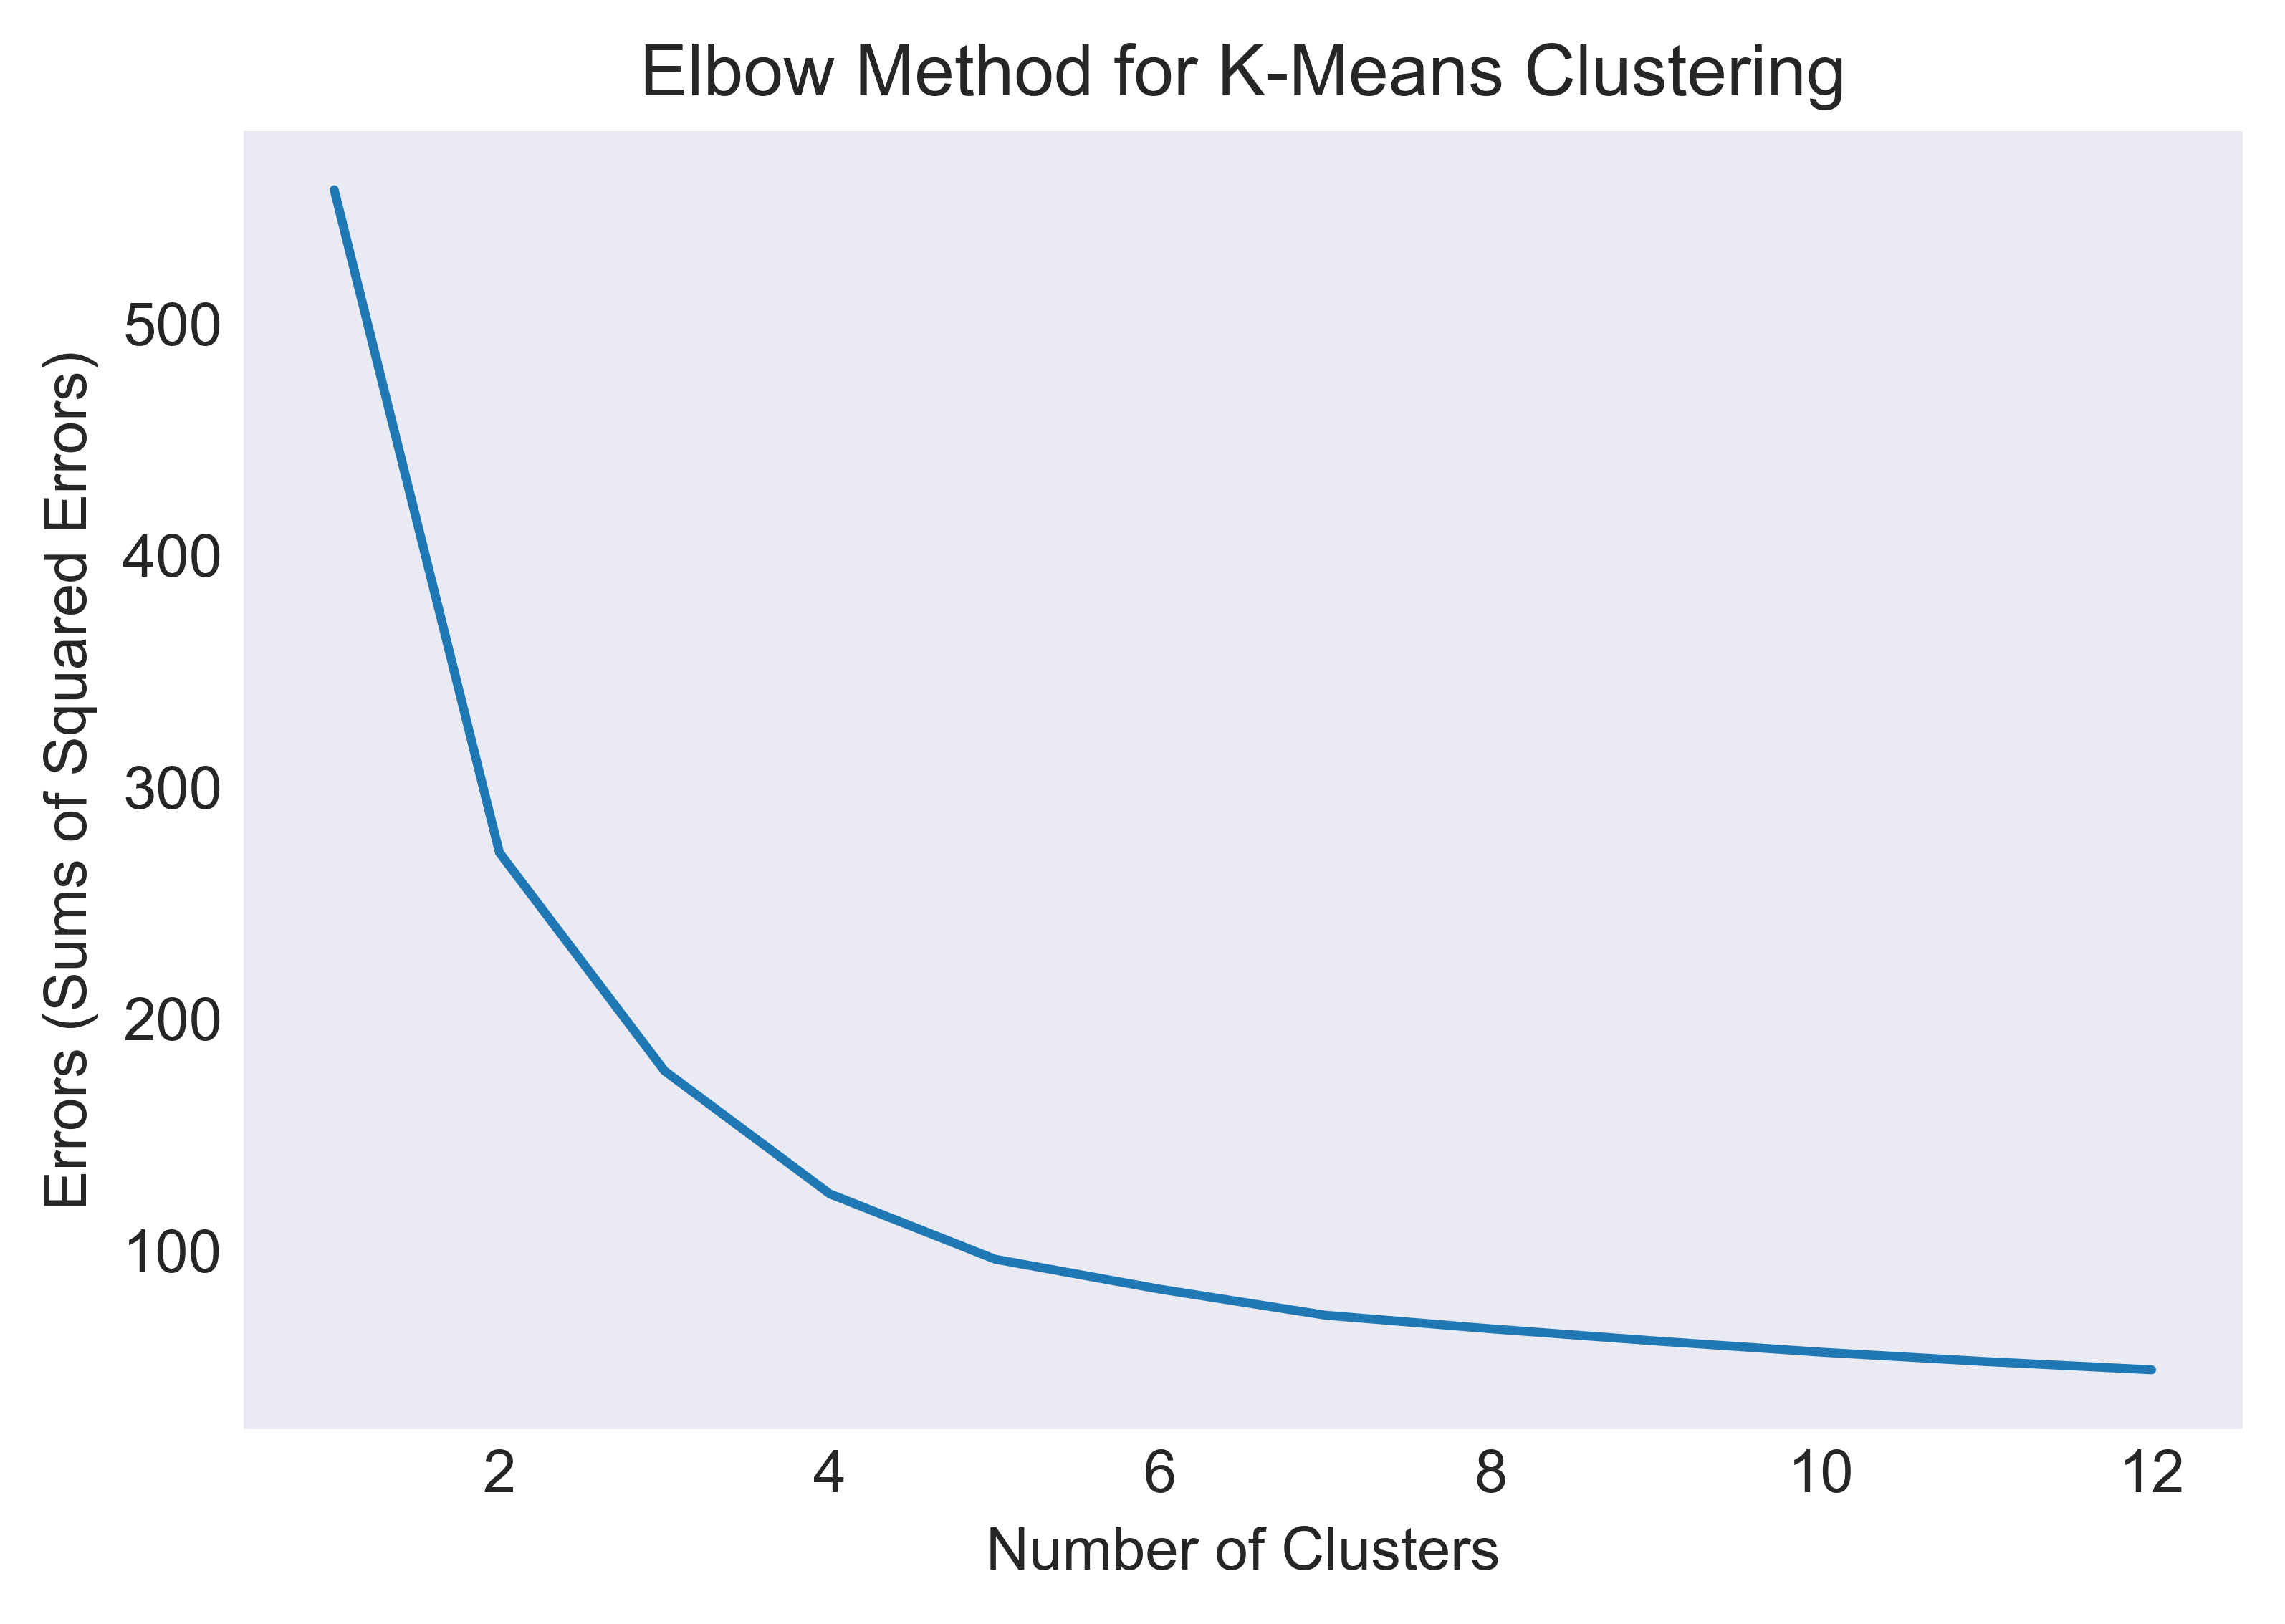 Elbow Method for K-Means Clustering
Errors (Sums of Squared Errors)
500
400
300
200
100
2 4 6 8 10 12
Number of Clusters